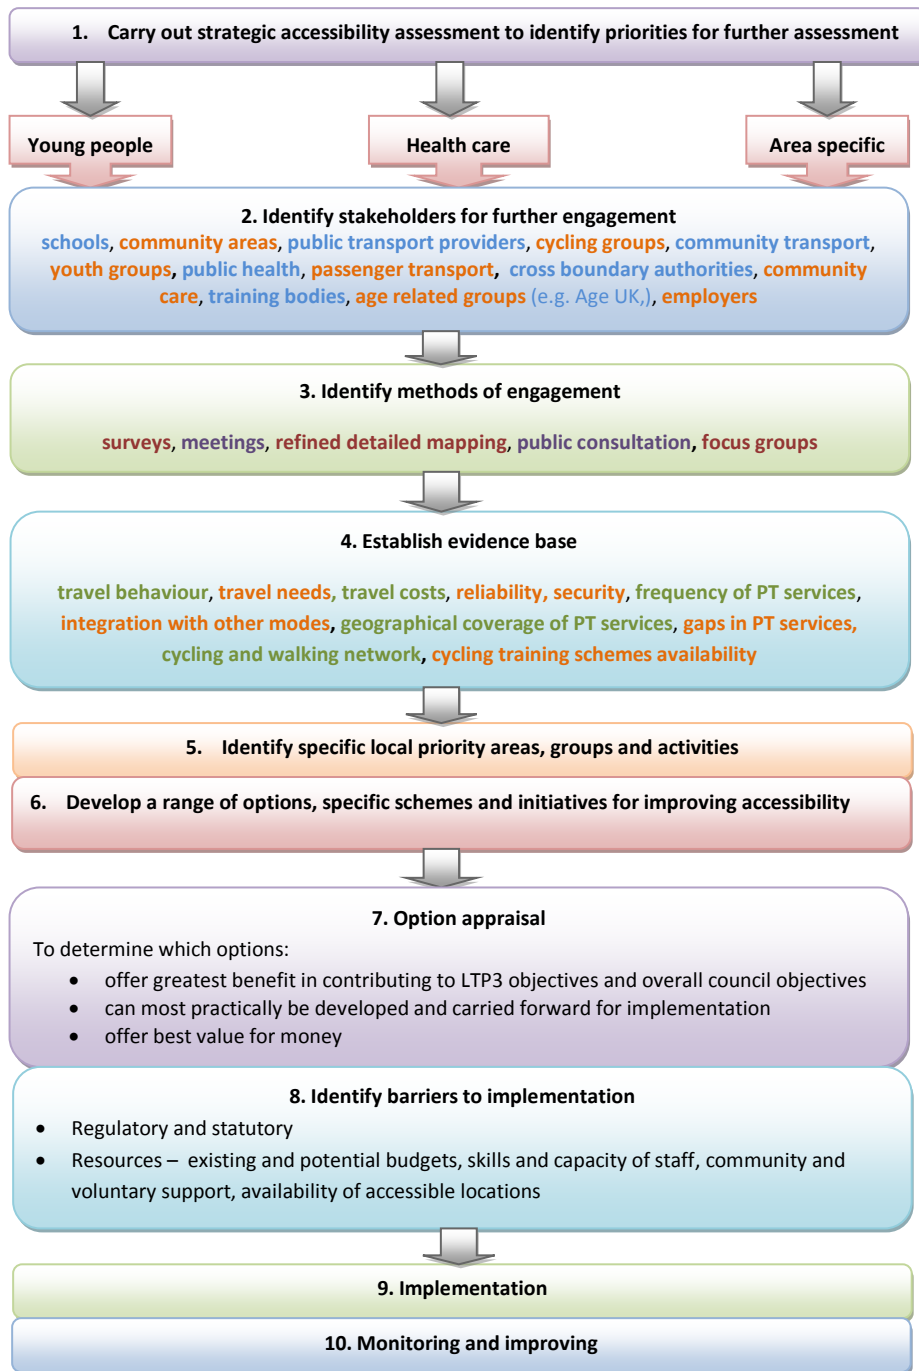 1. Carry out strategic accessibility assessment to identify priorities for further assessment
Young people
Health care
Area specific
2. Identify stakeholders for further engagement
schools, community areas, public transport providers, cycling groups, community transport,
youth groups, public health, passenger transport, cross boundary authorities, community
care, training bodies, age related groups (e.g. Age UK,), employers
3. Identify methods of engagement
surveys, meetings, refined detailed mapping, public consultation, focus groups
4. Establish evidence base
travel behaviour, travel needs, travel costs, reliability, security, frequency of PT services,
integration with other modes, geographical coverage of PT services, gaps in PT services,
cycling and walking network, cycling training schemes availability
5. Identify specific local priority areas, groups and activities
6. Develop a range of options, specific schemes and initiatives for improving accessibility
7. Option appraisal
To determine which options:
• offer greatest benefit in contributing to LTP3 objectives and overall council objectives
• can most practically be developed and carried forward for implementation
• offer best value for money
8. Identify barriers to implementation
• Regulatory and statutory
• Resources – existing and potential budgets, skills and capacity of staff, community and
voluntary support, availability of accessible locations
9. Implementation
10. Monitoring and improving